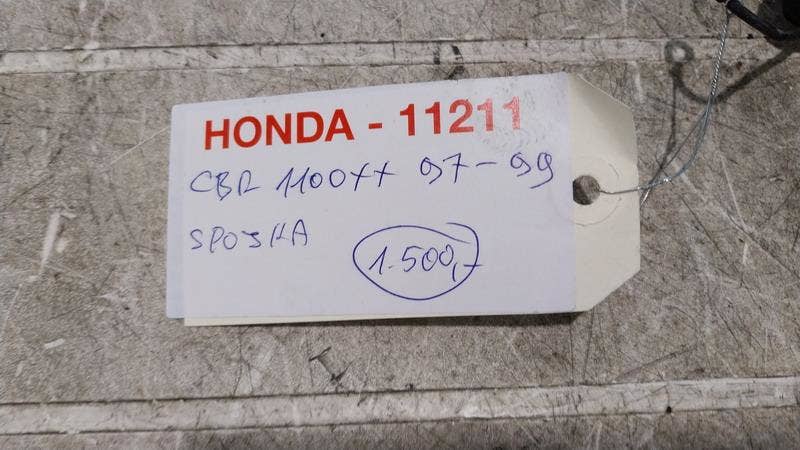 HONDA - 11211
CBR 1100XX 97-99
SPOJKA
1.500,-